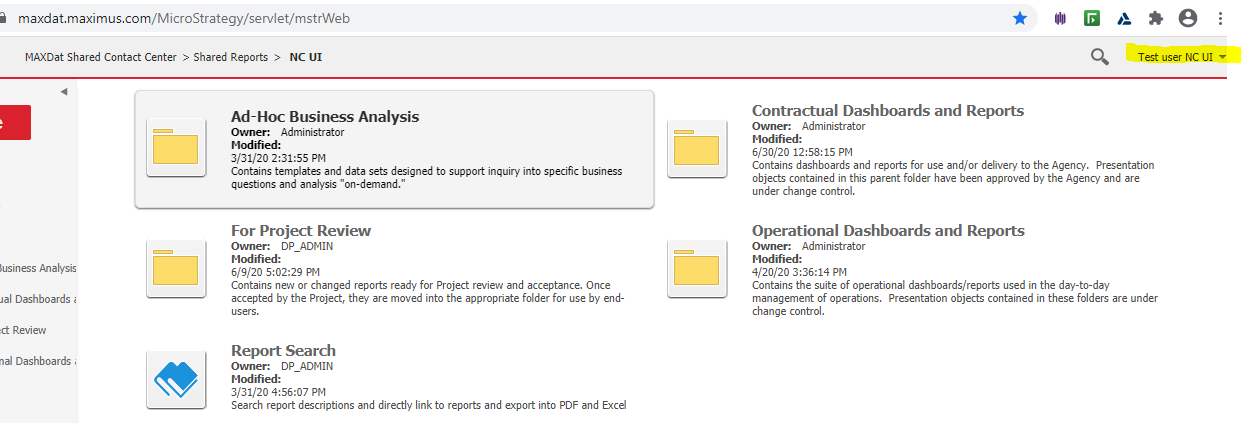 maxdat.maximus.com/MicroStrategy/servlet/mstrWeb
MAXDat Shared Contact Center > Shared Reports > NC UI
Test user NC UI
Ad-Hoc Business Analysis
Owner: Administrator
Modified:
3/31/20 2:31:55 PM
Contains templates and data sets designed to support inquiry into specific business
questions and analysis "on-demand."
Contractual Dashboards and Reports
Owner: Administrator
Modified:
6/30/20 12:58:15 PM
Contains dashboards and reports for use and/or delivery to the Agency. Presentation
objects contained in this parent folder have been approved by the Agency and are
under change control.
For Project Review
Owner: DP_ADMIN
Modified:
6/9/20 5:02:29 PM
Contains new or changed reports ready for Project review and acceptance. Once
accepted by the Project, they are moved into the appropriate folder for use by end-
users.
Operational Dashboards and Reports
Owner: Administrator
Modified:
4/20/20 3:36:14 PM
Contains the suite of operational dashboards/reports used in the day-to-day
management of operations. Presentation objects contained in these folders are under
change control.
Report Search
Owner: DP_ADMIN
Modified:
3/31/20 4:56:07 PM
Search report descriptions and directly link to reports and export into PDF and Excel
e
Business Analysis
ual Dashboards a
ct Review
nal Dashboards a